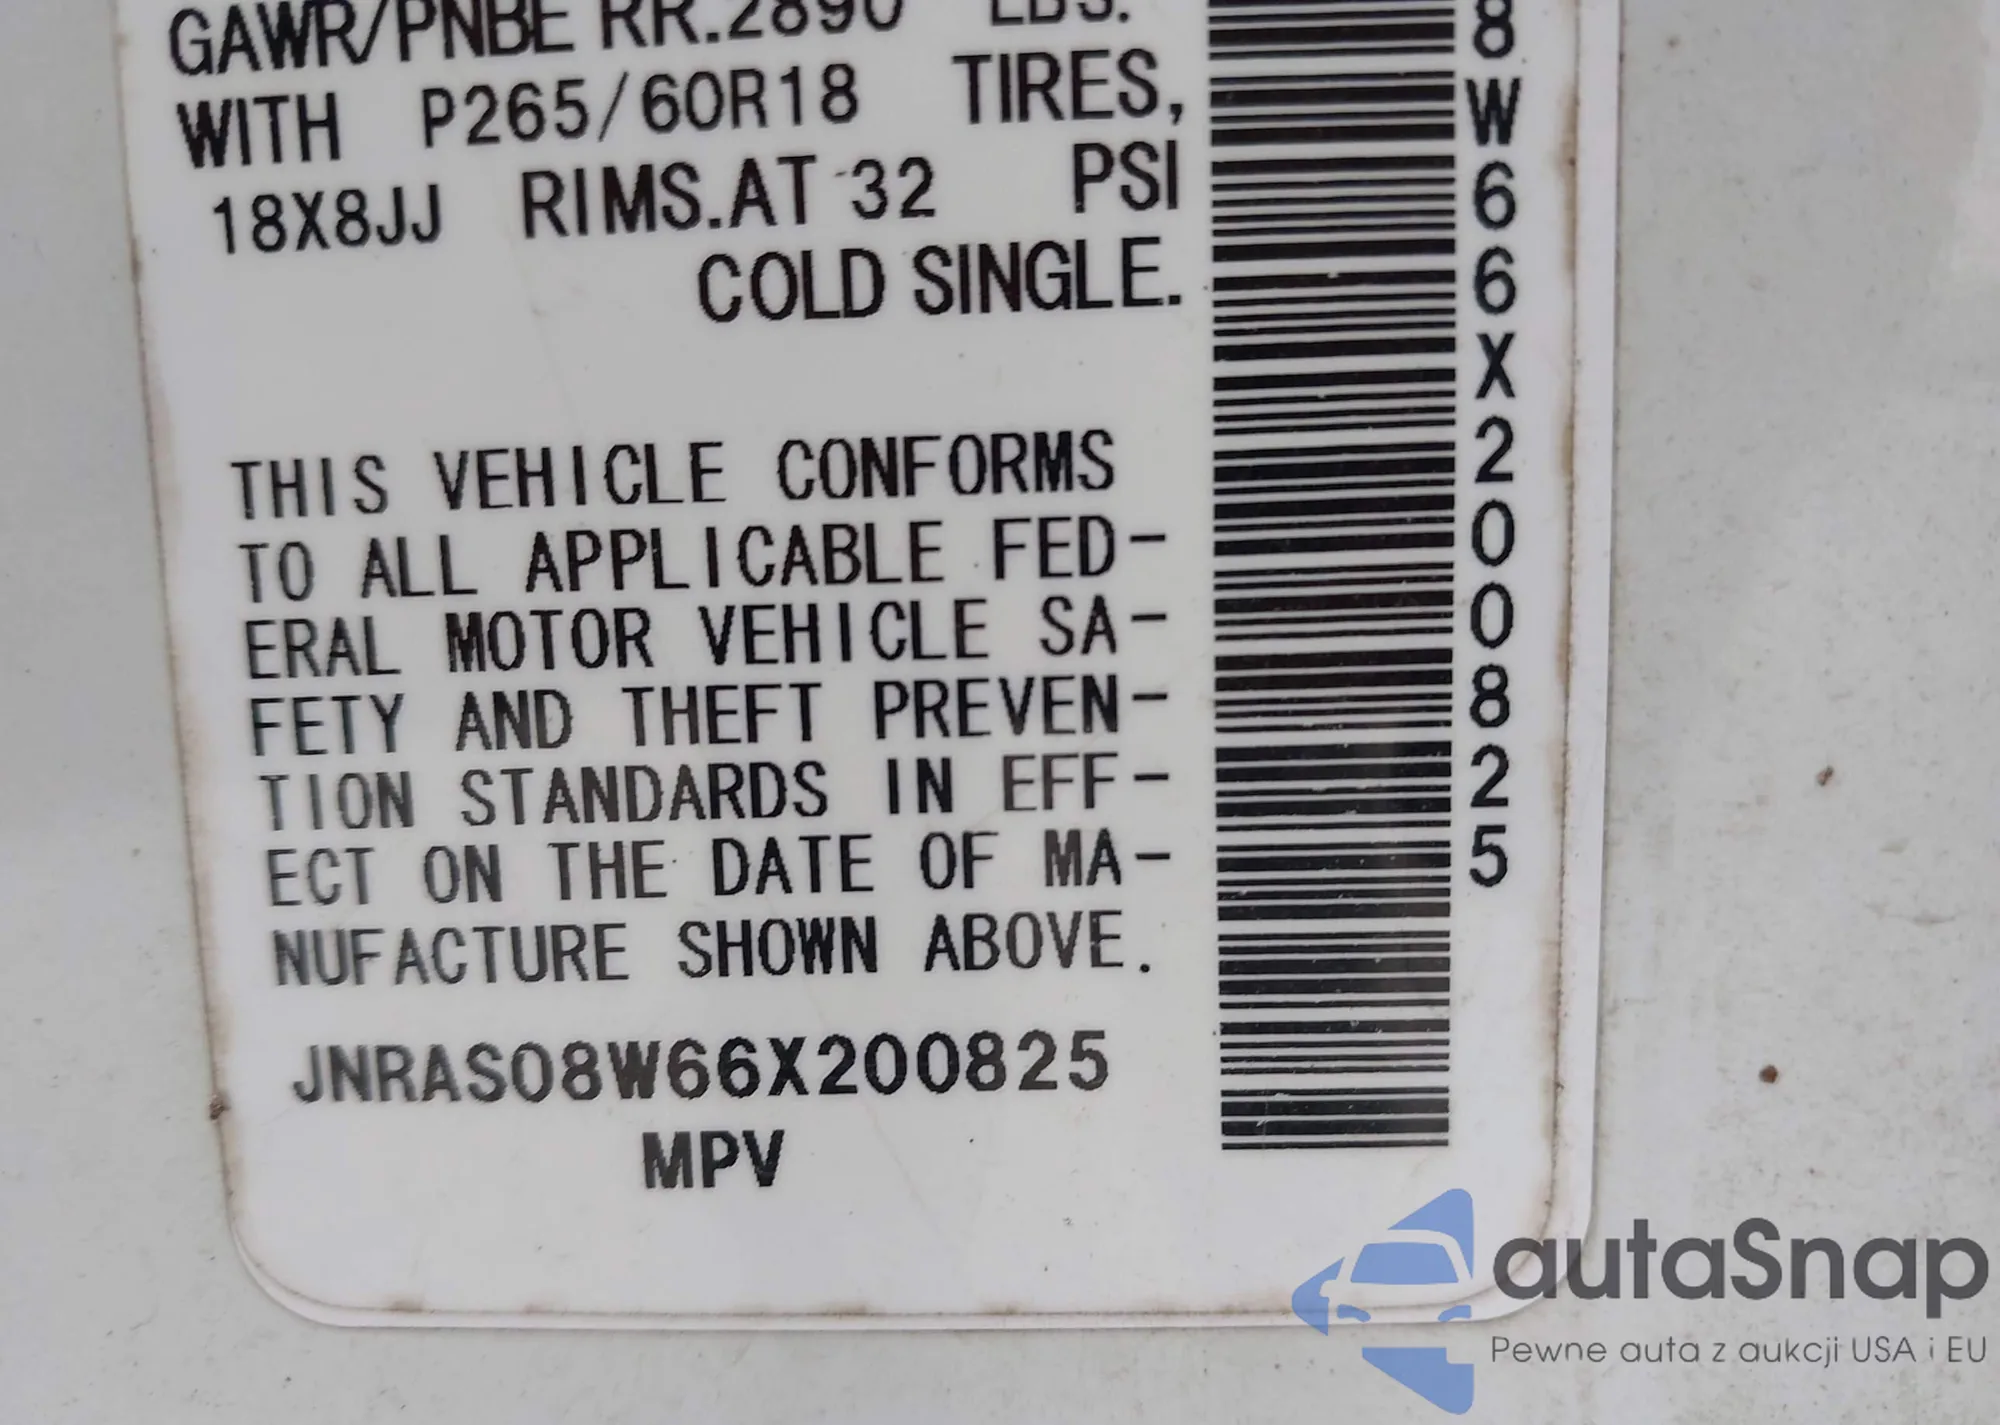 GAWR/PNBE RR.2890 LBS.
WITH P265/60R18 TIRES,
18X8JJ RIMS.AT 32 PSI
COLD SINGLE.
THIS VEHICLE CONFORMS
TO ALL APPLICABLE FED-
ERAL MOTOR VEHICLE SA-
FETY AND THEFT PREVEN-
TION STANDARDS IN EFF-
ECT ON THE DATE OF MA-
NUFACTURE SHOWN ABOVE.
JNRAS08W66X200825
MPV
8W66X200825
autaSnap
Pewne auta z aukcji USA i EU